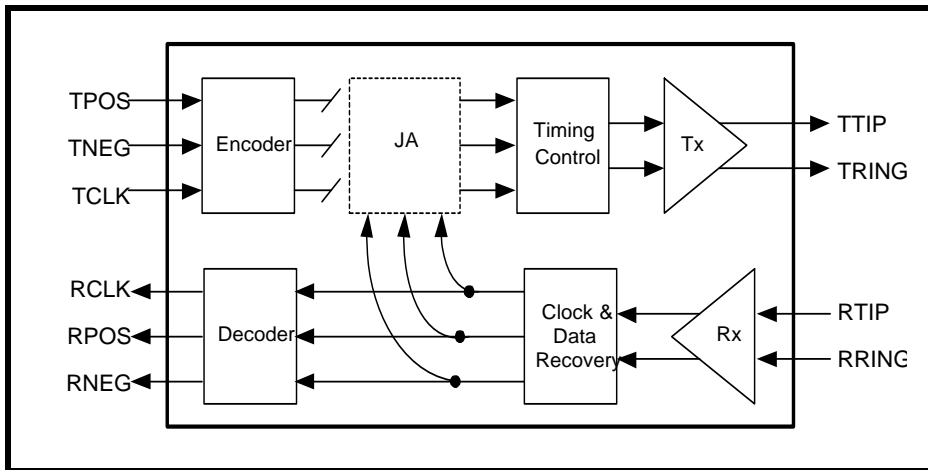 TPOS
TNEG
TCLK
Encoder
JA
Timing
Control
Tx
TTIP
TRING
RCLK
RPOS
RNEG
Decoder
Clock &
Data
Recovery
Rx
RTIP
RRING